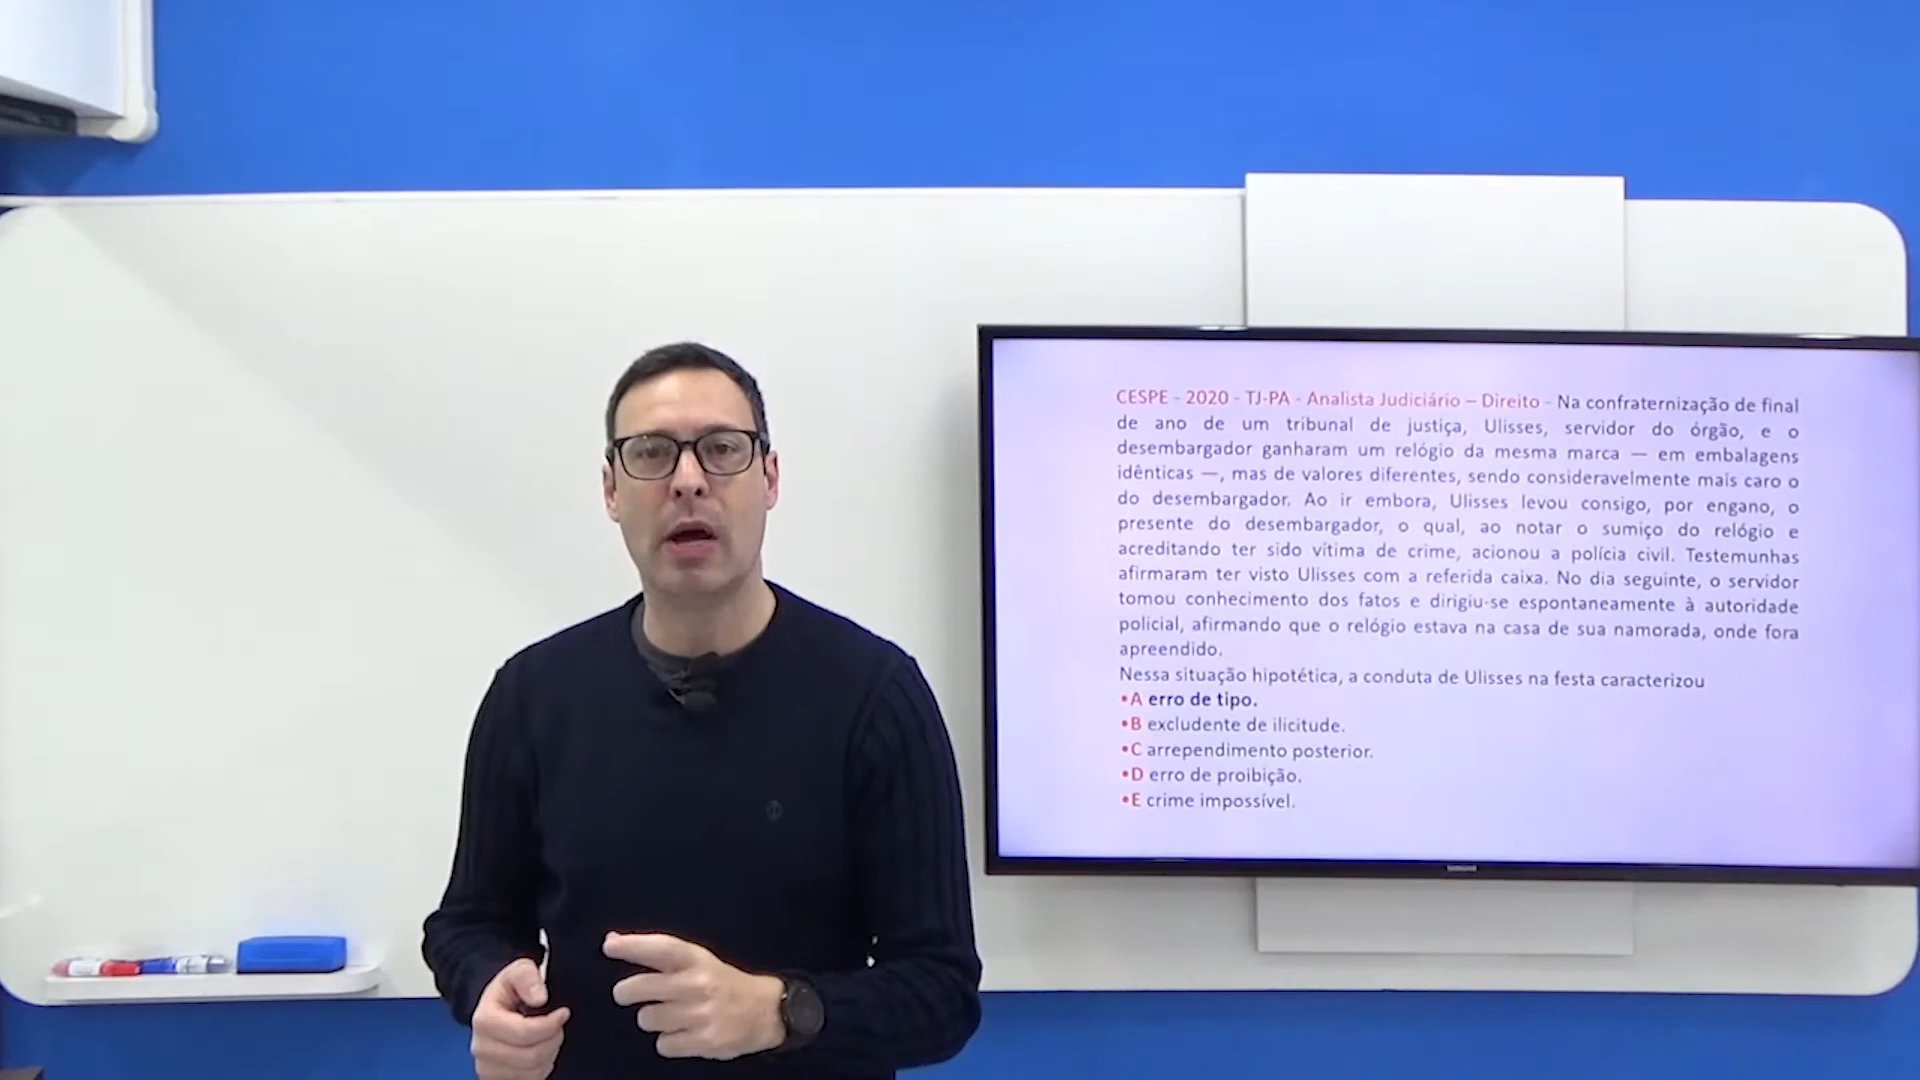 CESPE - 2020 - TJ-PA - Analista Judiciário – Direito - Na confraternização de final
de ano de um tribunal de justiça, Ulisses, servidor do órgão, e o
desembargador ganharam um relógio da mesma marca — em embalagens
idênticas —, mas de valores diferentes, sendo consideravelmente mais caro o
do desembargador. Ao ir embora, Ulisses levou consigo, por engano, o
presente do desembargador, o qual, ao notar o sumiço do relógio e
acreditando ter sido vítima de crime, acionou a polícia civil. Testemunhas
afirmaram ter visto Ulisses com a referida caixa. No dia seguinte, o servidor
tomou conhecimento dos fatos e dirigiu-se espontaneamente à autoridade
policial, afirmando que o relógio estava na casa de sua namorada, onde fora
apreendido.
Nessa situação hipotética, a conduta de Ulisses na festa caracterizou
•A erro de tipo.
•B excludente de ilicitude.
•C arrependimento posterior.
•D erro de proibição.
•E crime impossível.